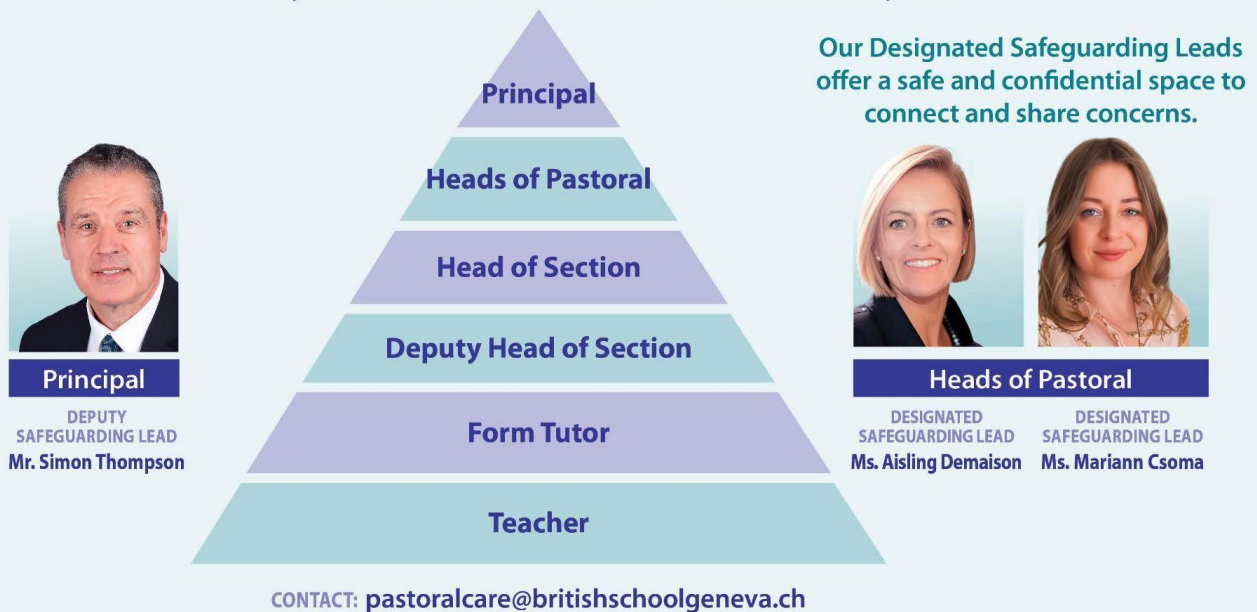 Our Designated Safeguarding Leads
offer a safe and confidential space to
connect and share concerns.
Principal
Heads of Pastoral
Head of Section
Deputy Head of Section
Form Tutor
Teacher
Principal
DEPUTY
SAFEGUARDING LEAD
Mr. Simon Thompson
Heads of Pastoral
DESIGNATED
SAFEGUARDING LEAD
Ms. Aisling Demaison
DESIGNATED
SAFEGUARDING LEAD
Ms. Mariann Csoma
CONTACT: pastoralcare@britishschoolgeneva.ch